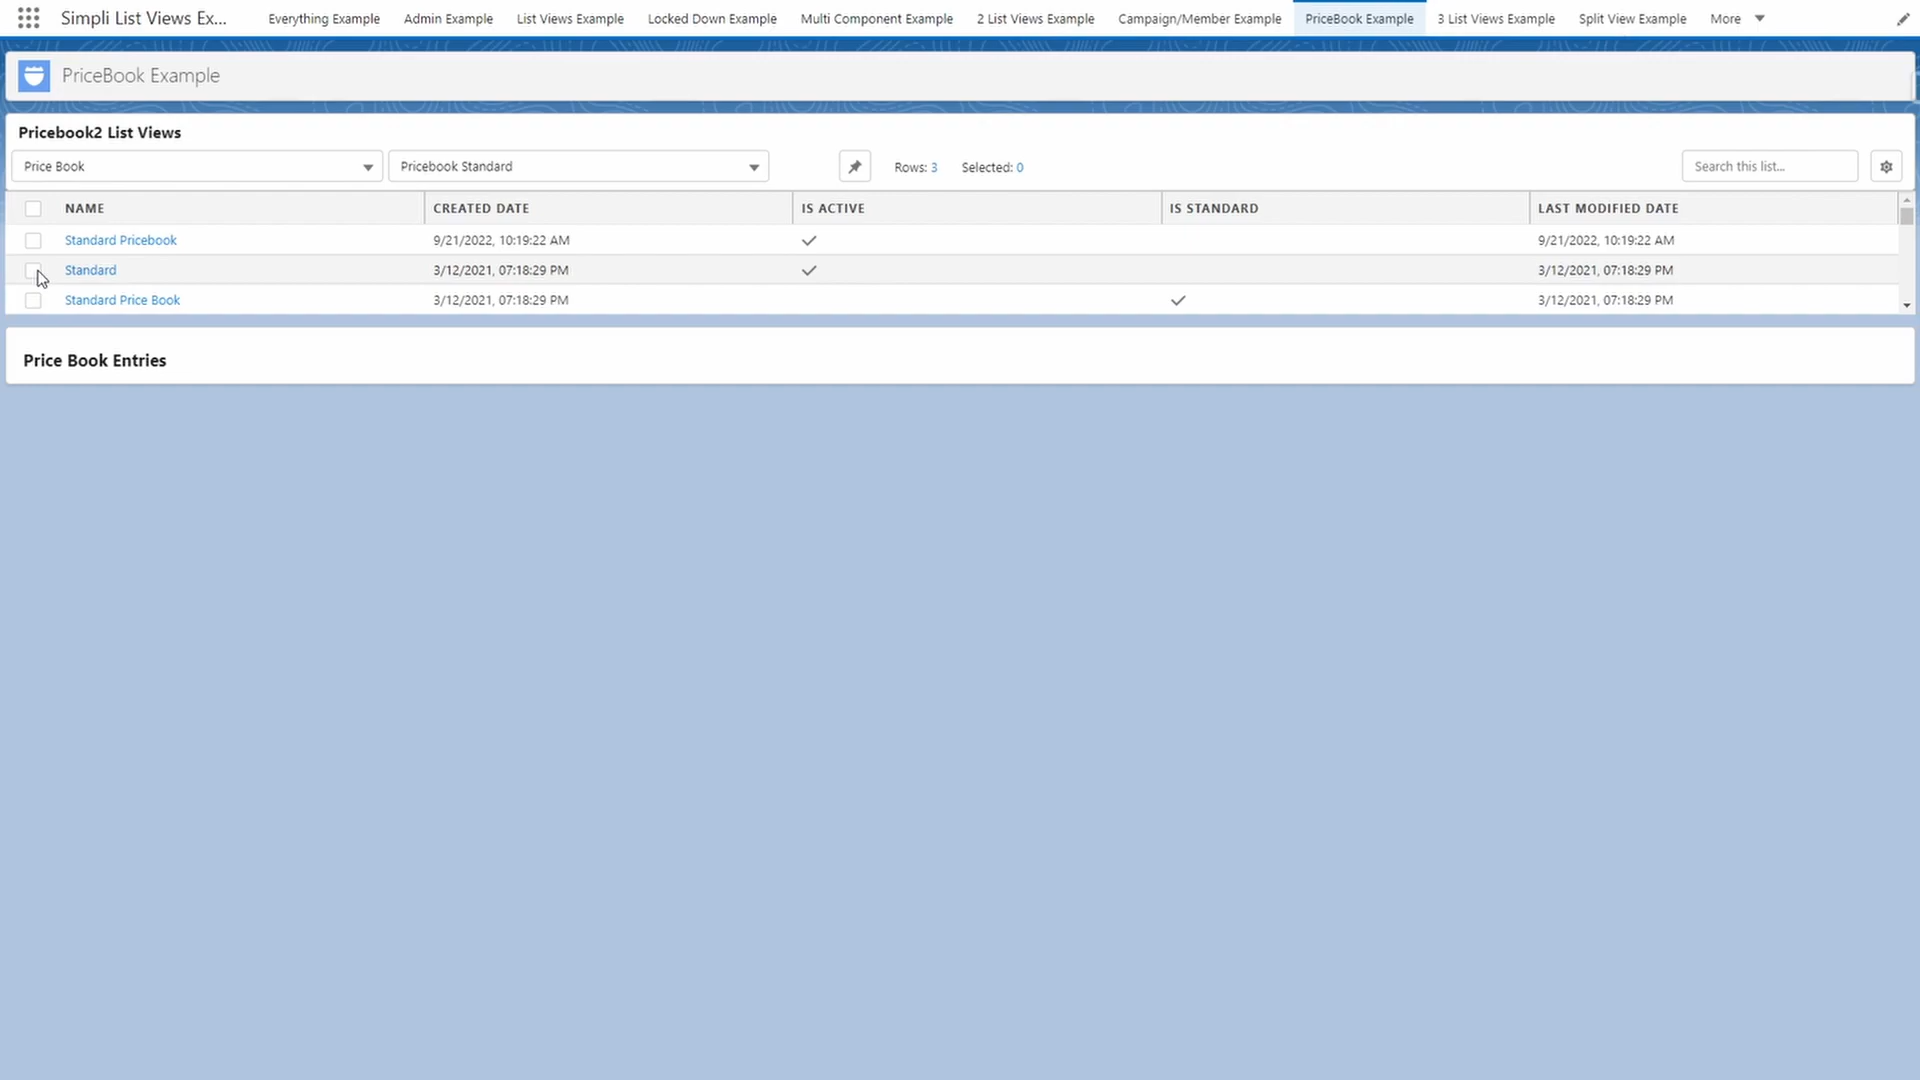 Simpli List Views Ex... Everything Example Admin Example List Views Example Locked Down Example Multi Component Example 2 List Views Example Campaign/Member Example PriceBook Example 3 List Views Example Split View Example More
PriceBook Example
Pricebook2 List Views
Price Book Pricebook Standard Rows: 3 Selected: 0 Search this list...
NAME CREATED DATE IS ACTIVE IS STANDARD LAST MODIFIED DATE
Standard Pricebook 9/21/2022, 10:19:22 AM 9/21/2022, 10:19:22 AM
Standard 3/12/2021, 07:18:29 PM 3/12/2021, 07:18:29 PM
Standard Price Book 3/12/2021, 07:18:29 PM 3/12/2021, 07:18:29 PM
Price Book Entries